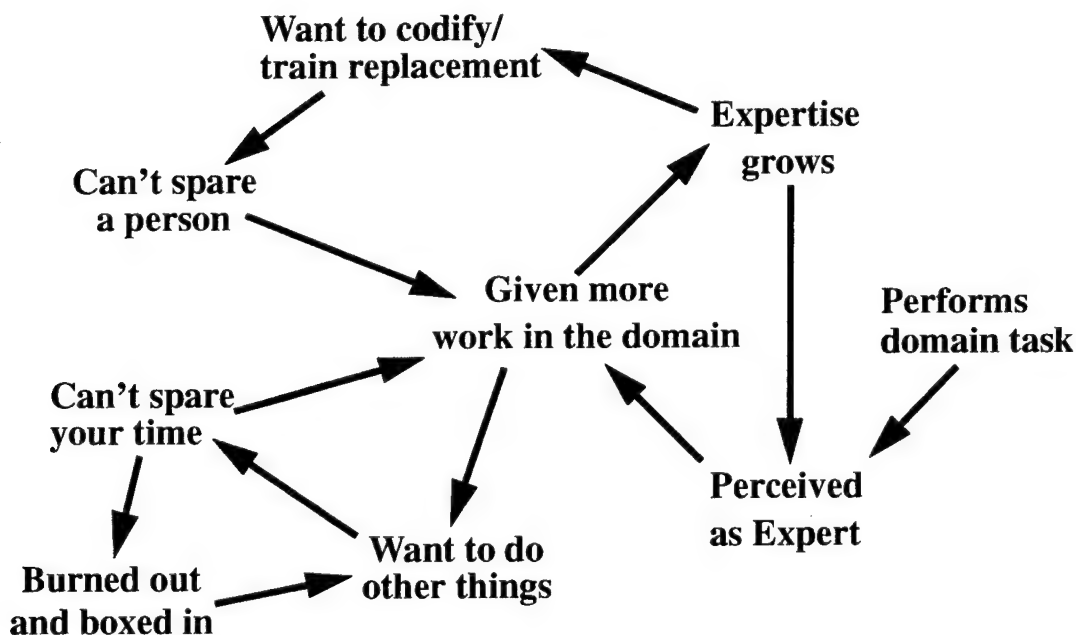 Want to codify/
train replacement
Expertise
grows
Can't spare
a person
Given more
work in the domain
Performs
domain task
Can't spare
your time
Perceived
as Expert
Want to do
other things
Burned out
and boxed in